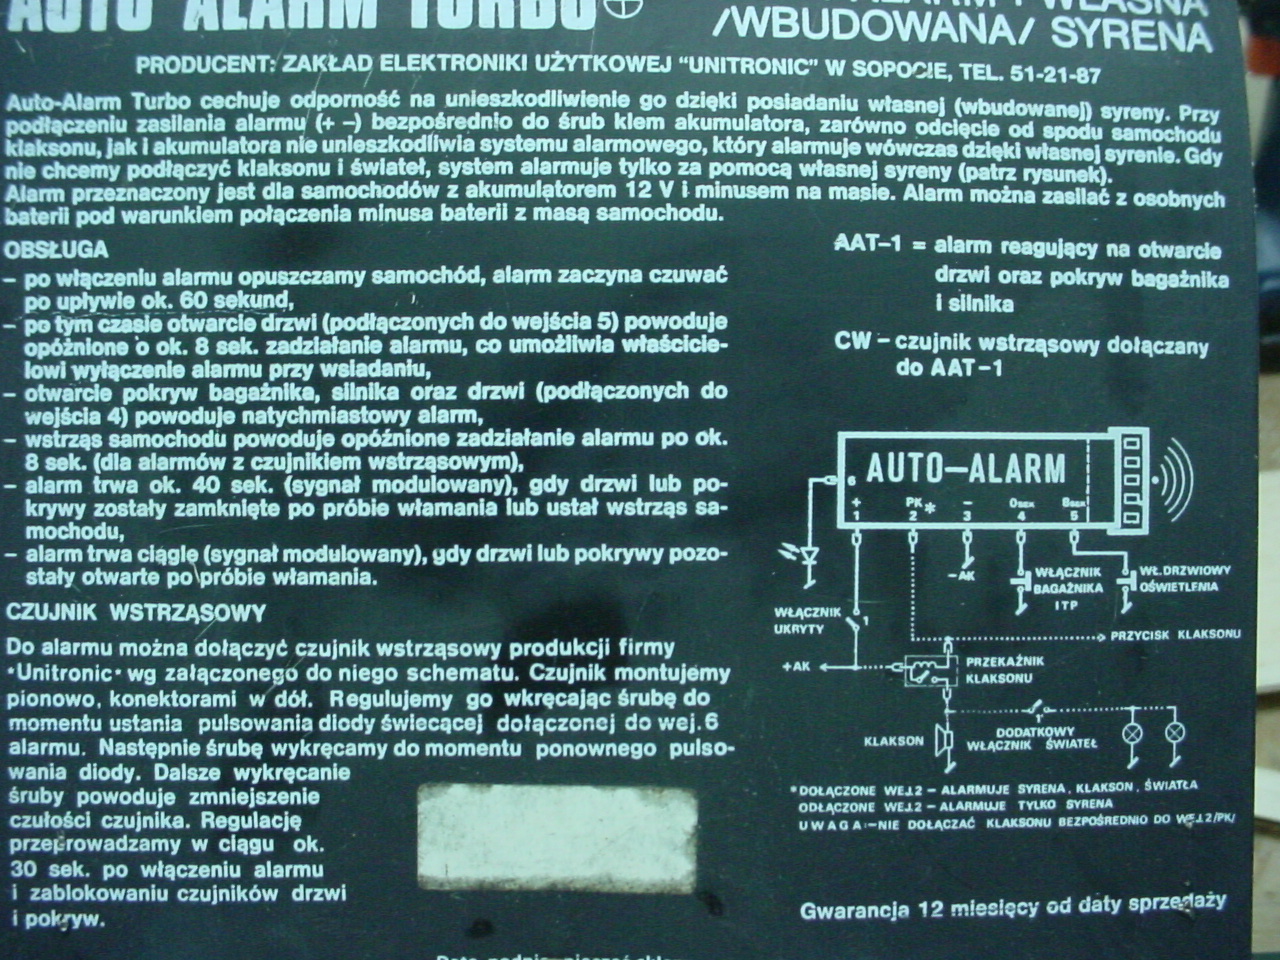 AUTO ALARM TURBO
ALARM I WŁASNA
/WBUDOWANA/ SYRENA
PRODUCENT: ZAKŁAD ELEKTRONIKI UŻYTKOWEJ "UNITRONIC" W SOPOCIE, TEL. 51-21-87
Auto-Alarm Turbo cechuje odporność na unieszkodliwienie go dzięki posiadaniu własnej (wbudowanej) syreny. Przy
podłączeniu zasilania alarmu (+ –) bezpośrednio do śrub klem akumulatora, zarówno odcięcie od spodu samochodu
klaksonu, jak i akumulatora nie unieszkodliwia systemu alarmowego, który alarmuje wówczas dzięki własnej syrenie. Gdy
nie chcemy podłączyć klaksonu i świateł, system alarmuje tylko za pomocą własnej syreny (patrz rysunek).
Alarm przeznaczony jest dla samochodów z akumulatorem 12 V i minusem na masie. Alarm można zasilać z osobnych
baterii pod warunkiem połączenia minusa baterii z masą samochodu.
OBSŁUGA
– po włączeniu alarmu opuszczamy samochód, alarm zaczyna czuwać
po upływie ok. 60 sekund,
– po tym czasie otwarcie drzwi (podłączonych do wejścia 5) powoduje
opóźnione o ok. 8 sek. zadziałanie alarmu, co umożliwia właścicie-
lowi wyłączenie alarmu przy wsiadaniu,
– otwarcie pokryw bagażnika, silnika oraz drzwi (podłączonych do
wejścia 4) powoduje natychmiastowy alarm,
– wstrząs samochodu powoduje opóźnione zadziałanie alarmu po ok.
8 sek. (dla alarmów z czujnikiem wstrząsowym),
– alarm trwa ok. 40 sek. (sygnał modulowany), gdy drzwi lub po-
krywy zostały zamknięte po próbie włamania lub ustał wstrząs sa-
mochodu,
– alarm trwa ciągle (sygnał modulowany), gdy drzwi lub pokrywy pozo-
stały otwarte po próbie włamania.
CZUJNIK WSTRZĄSOWY
Do alarmu można dołączyć czujnik wstrząsowy produkcji firmy
"Unitronic" wg załączonego do niego schematu. Czujnik montujemy
pionowo, konektorami w dół. Regulujemy go wkręcając śrubę do
momentu ustania pulsowania diody świecącej dołączonej do wej. 6
alarmu. Następnie śrubę wykręcamy do momentu ponownego pulso-
wania diody. Dalsze wykręcanie
śruby powoduje zmniejszenie
czułości czujnika. Regulację
przeprowadzamy w ciągu ok.
30 sek. po włączeniu alarmu
i zablokowaniu czujników drzwi
i pokryw.
AAT–1 = alarm reagujący na otwarcie
drzwi oraz pokryw bagażnika
i silnika
CW – czujnik wstrząsowy dołączany
do AAT–1
AUTO–ALARM
6
+ PK * – 0SEK 8SEK
1 2 3 4 5
–AK
WŁĄCZNIK
BAGAŻNIKA
ITP
WŁ. DRZWIOWY
OŚWIETLENIA
WŁĄCZNIK
UKRYTY
1
PRZYCISK KLAKSONU
+AK
PRZEKAŹNIK
KLAKSONU
KLAKSON
DODATKOWY
WŁĄCZNIK ŚWIATEŁ
*DOŁĄCZONE WEJ.2 – ALARMUJE SYRENA, KLAKSON, ŚWIATŁA
ODŁĄCZONE WEJ.2 – ALARMUJE TYLKO SYRENA
UWAGA:–NIE DOŁĄCZAĆ KLAKSONU BEZPOŚREDNIO DO WEJ.2/PK/
Gwarancja 12 miesięcy od daty sprzedaży